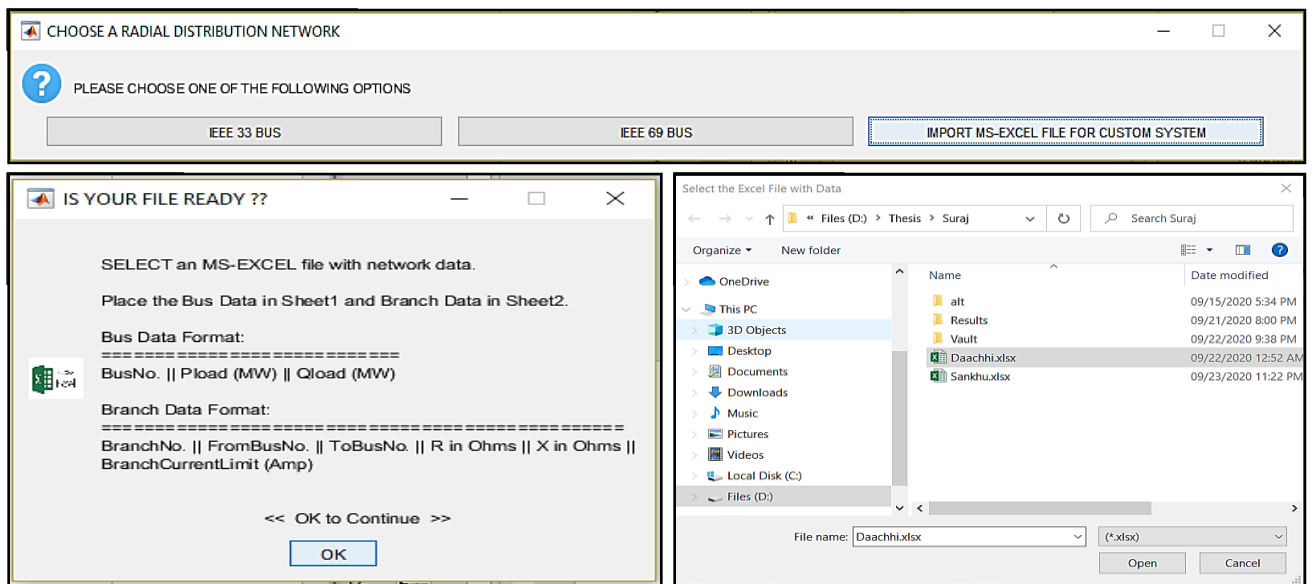 CHOOSE A RADIAL DISTRIBUTION NETWORK
PLEASE CHOOSE ONE OF THE FOLLOWING OPTIONS
IEEE 33 BUS
IEEE 69 BUS
IMPORT MS-EXCEL FILE FOR CUSTOM SYSTEM
IS YOUR FILE READY ??
SELECT an MS-EXCEL file with network data.
Place the Bus Data in Sheet1 and Branch Data in Sheet2.
Bus Data Format:
============================
BusNo. || Pload (MW) || Qload (MW)
Branch Data Format:
==================================================
BranchNo. || FromBusNo. || ToBusNo. || R in Ohms || X in Ohms ||
BranchCurrentLimit (Amp)
<< OK to Continue >>
OK
Select the Excel File with Data
« Files (D:) > Thesis > Suraj
Search Suraj
Organize
New folder
OneDrive
This PC
3D Objects
Desktop
Documents
Downloads
Music
Pictures
Videos
Local Disk (C:)
Files (D:)
Name Date modified
alt 09/15/2020 5:34 PM
Results 09/21/2020 8:00 PM
Vault 09/22/2020 9:38 PM
Daachhi.xlsx 09/22/2020 12:52 AM
Sankhu.xlsx 09/23/2020 11:22 PM
File name: Daachhi.xlsx (*.xlsx)
Open Cancel